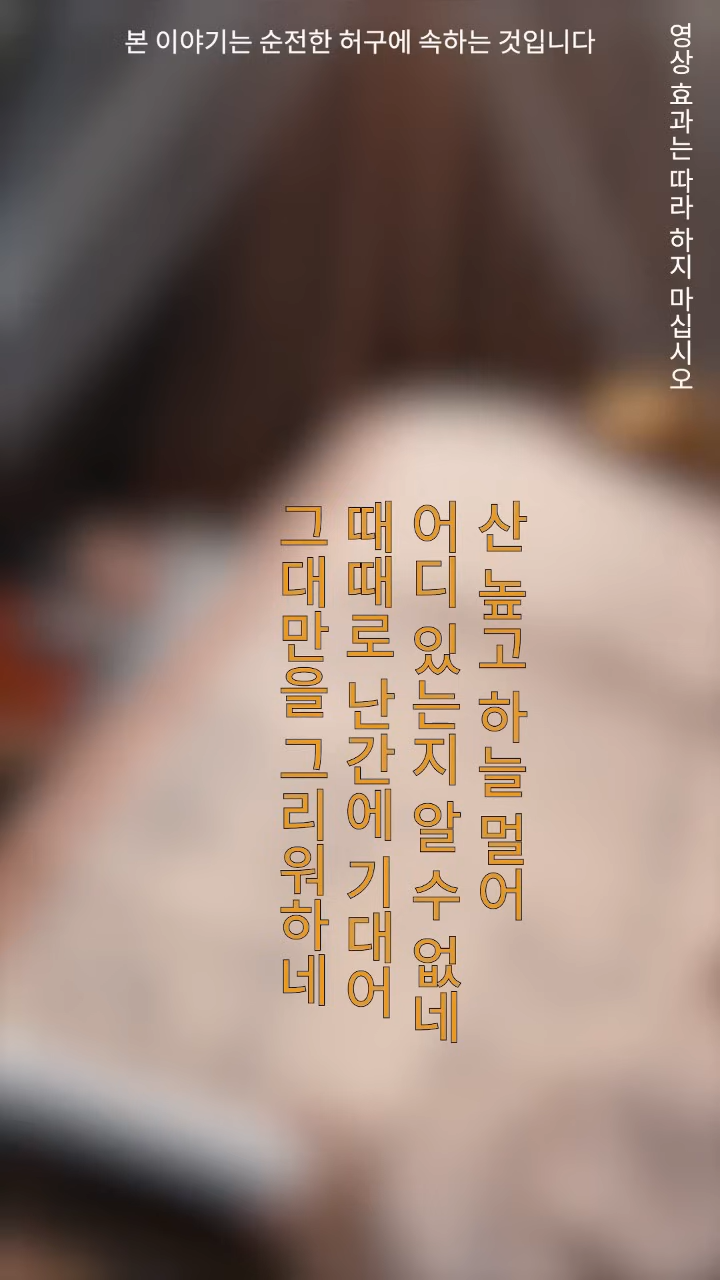 본 이야기는 순전한 허구에 속하는 것입니다
영상 효과는 따라 하지 마십시오
산 높고 하늘 멀어
어디 있는지 알 수 없네
때때로 난간에 기대어
그대만을 그리워하네